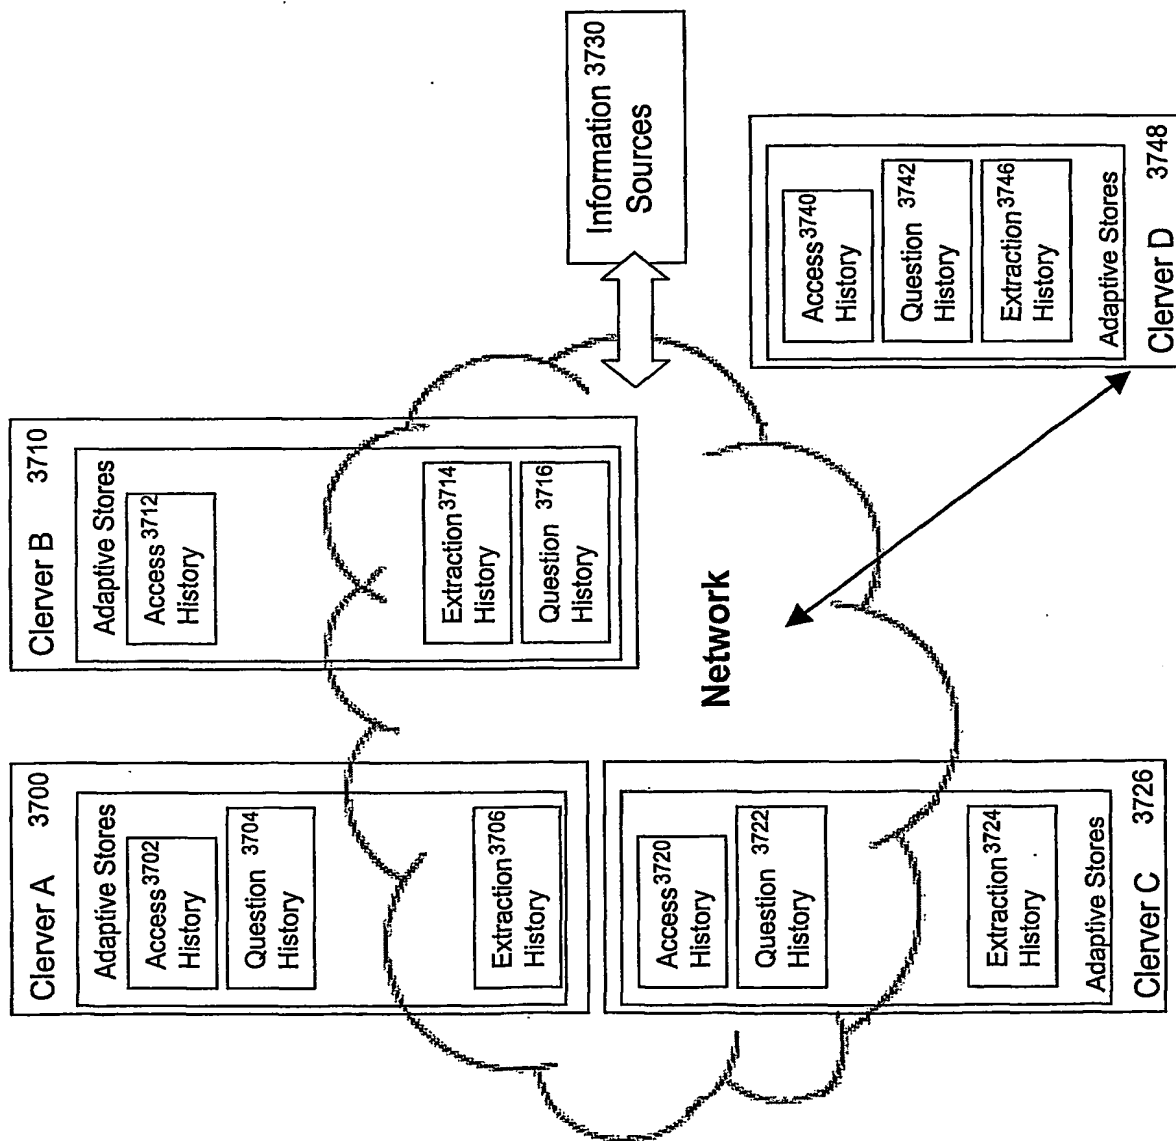 Clerver A 3700
Adaptive Stores
Access 3702
History
Question 3704
History
Extraction 3706
History
Clerver B 3710
Adaptive Stores
Access 3712
History
Extraction 3714
History
Question 3716
History
Information 3730
Sources
Network
Access 3720
History
Question 3722
History
Extraction 3724
History
Adaptive Stores
Clerver C 3726
Access 3740
History
Question 3742
History
Extraction 3746
History
Adaptive Stores
Clerver D 3748